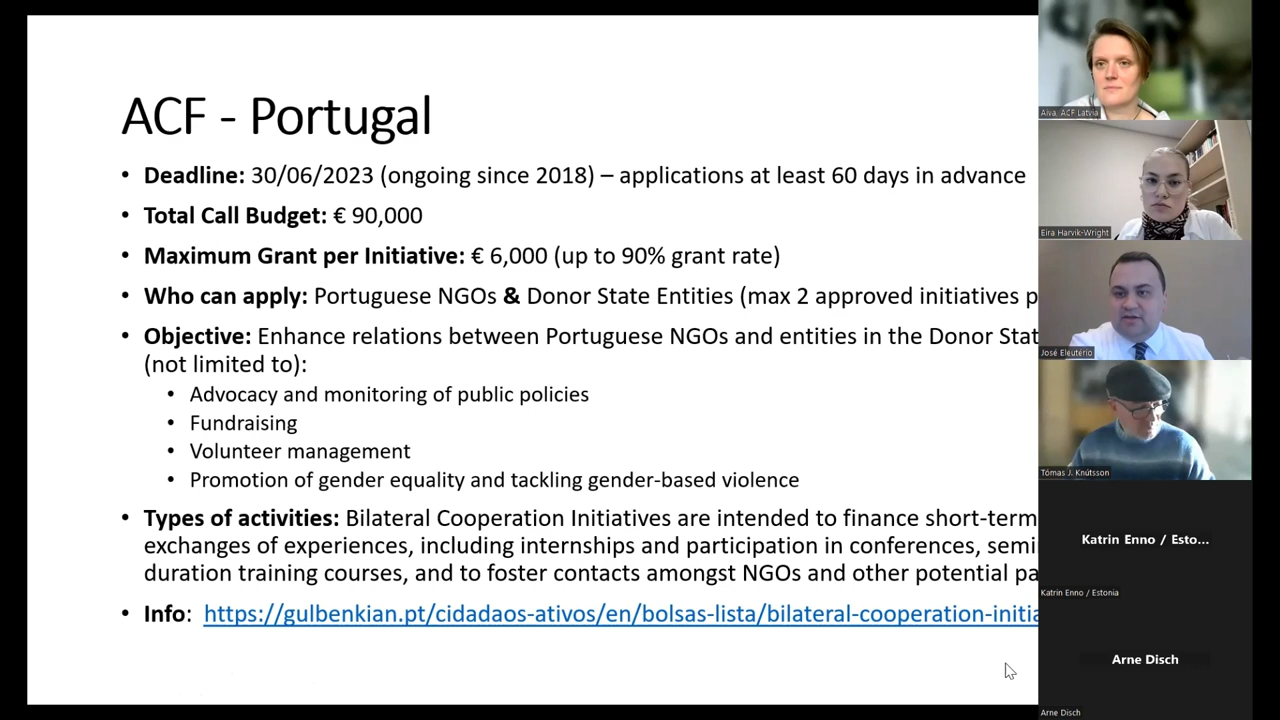 ACF - Portugal
• Deadline: 30/06/2023 (ongoing since 2018) – applications at least 60 days in advance
• Total Call Budget: € 90,000
• Maximum Grant per Initiative: € 6,000 (up to 90% grant rate)
• Who can apply: Portuguese NGOs & Donor State Entities (max 2 approved initiatives p
• Objective: Enhance relations between Portuguese NGOs and entities in the Donor Stat
(not limited to):
• Advocacy and monitoring of public policies
• Fundraising
• Volunteer management
• Promotion of gender equality and tackling gender-based violence
• Types of activities: Bilateral Cooperation Initiatives are intended to finance short-term
exchanges of experiences, including internships and participation in conferences, semi
duration training courses, and to foster contacts amongst NGOs and other potential pa
• Info: https://gulbenkian.pt/cidadaos-ativos/en/bolsas-lista/bilateral-cooperation-initia
Aiva, ACF Latvia
Eira Harvik-Wright
José Eleutério
Tómas J. Knútsson
Katrin Enno / Esto...
Katrin Enno / Estonia
Arne Disch
Arne Disch